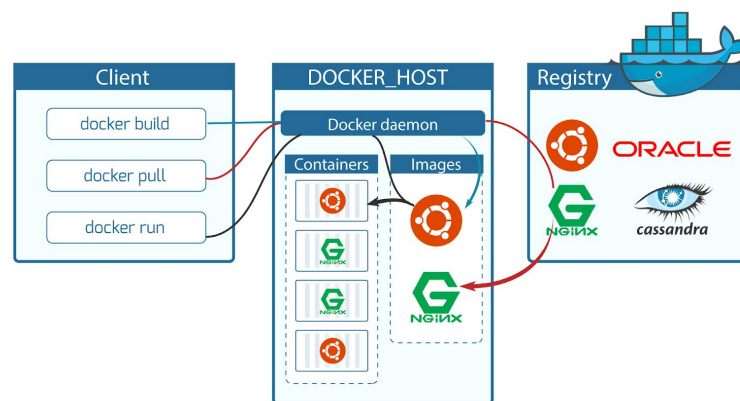 Client
docker build
docker pull
docker run
DOCKER_HOST
Docker daemon
Containers
Images
NGiNX
NGiNX
NGiNX
Registry
ORACLE
NGiNX
cassandra